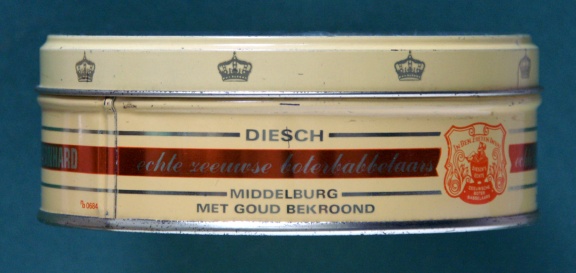 DIESCH
echte zeeuwse boterbabbelaars
MIDDELBURG
MET GOUD BEKROOND